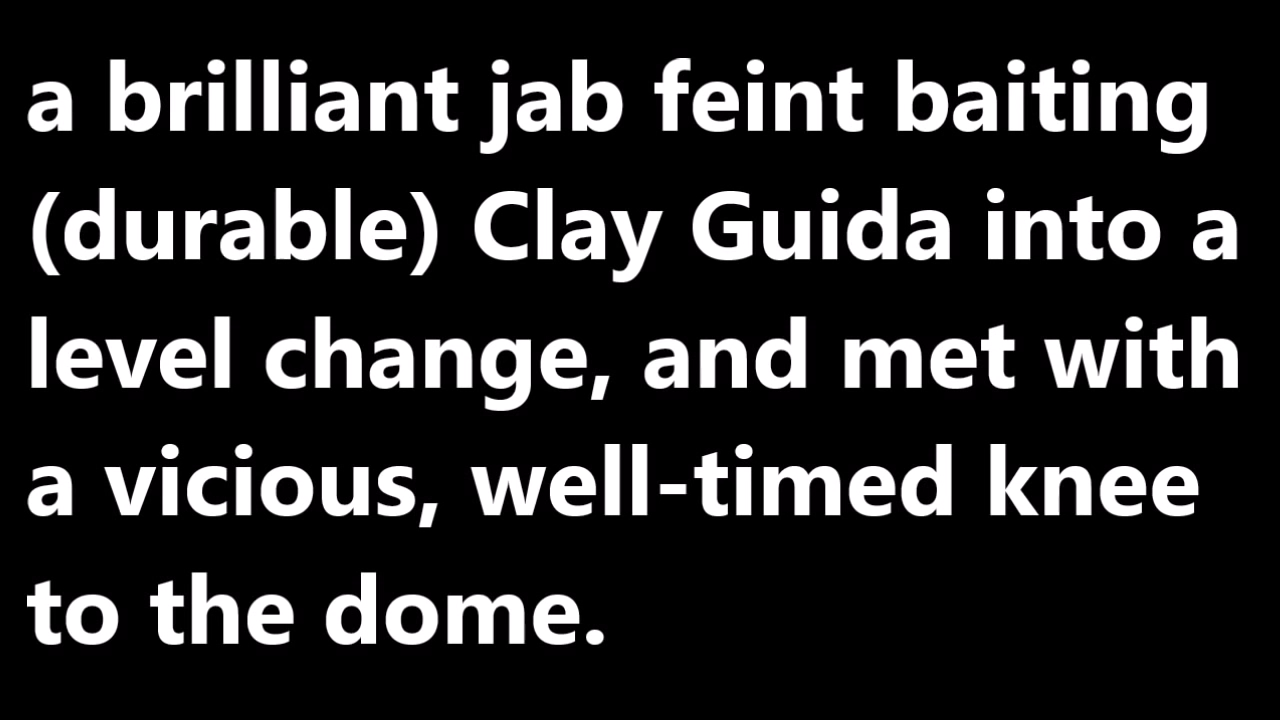 a brilliant jab feint baiting
(durable) Clay Guida into a
level change, and met with
a vicious, well-timed knee
to the dome.